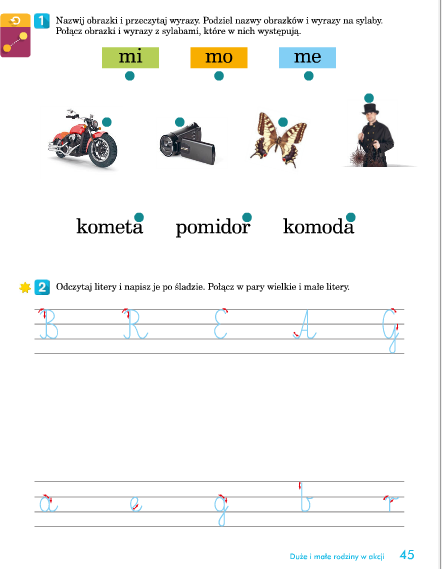 1 Nazwij obrazki i przeczytaj wyrazy. Podziel nazwy obrazków i wyrazy na sylaby.
Połącz obrazki i wyrazy z sylabami, które w nich występują.
mi mo me
kometa pomidor komoda
2 Odczytaj litery i napisz je po śladzie. Połącz w pary wielkie i małe litery.
B R E A G
a e g b r
Duże i małe rodziny w akcji 45